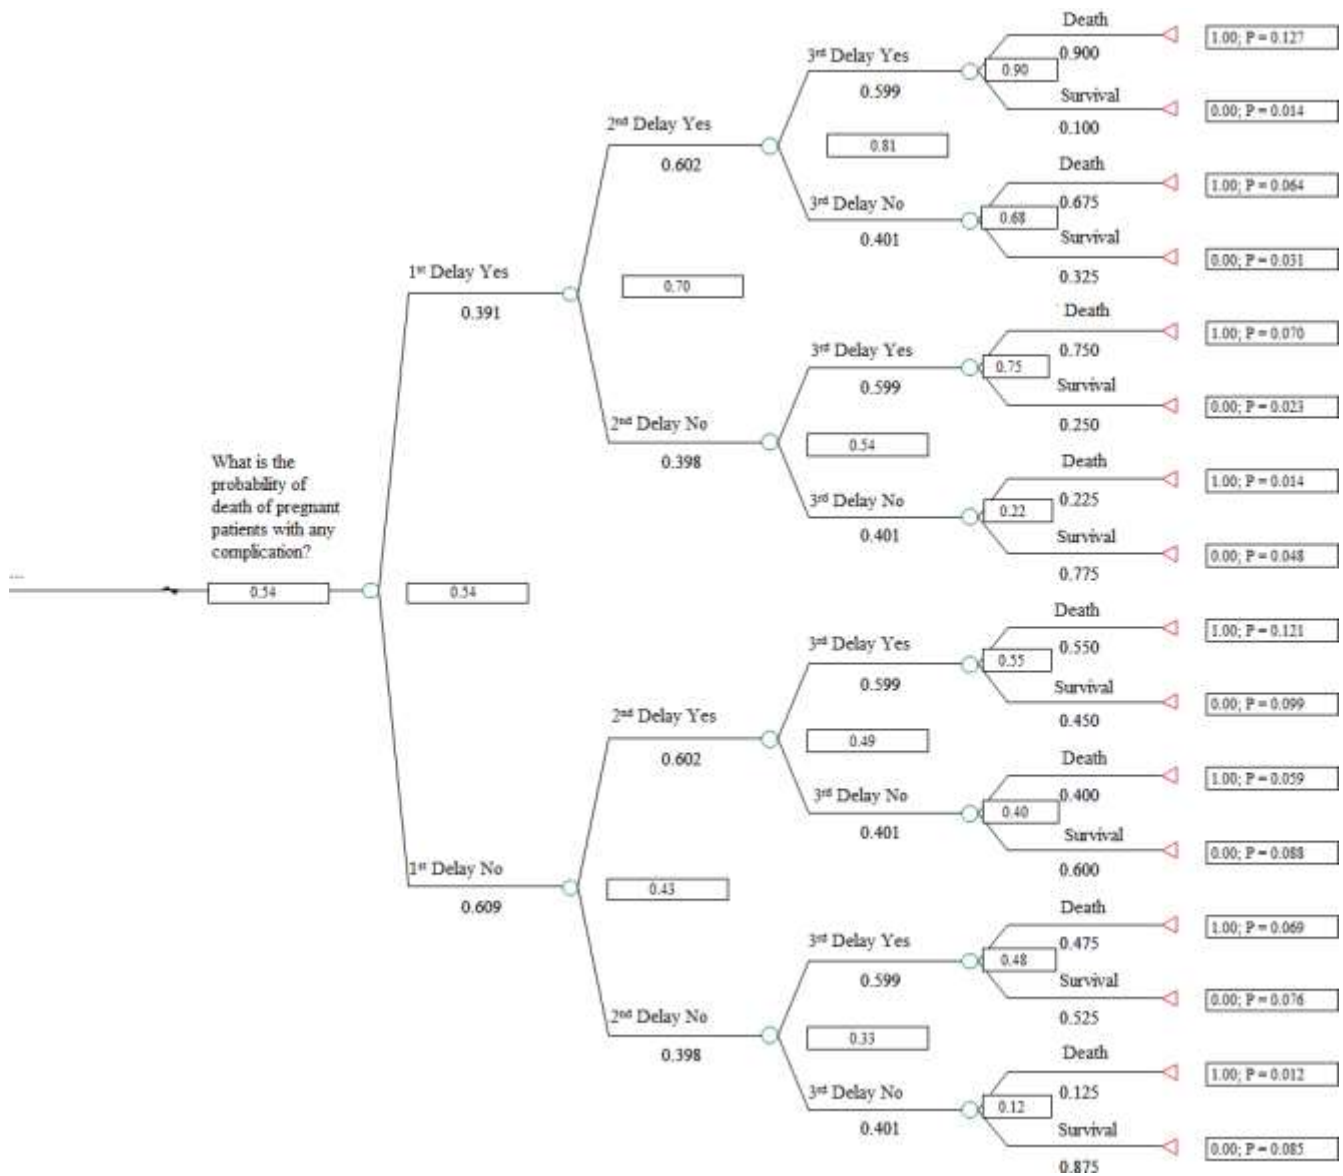 Death
1.00; P = 0.127
0.900
3rd Delay Yes
0.90
0.599
Survival
0.00; P = 0.014
0.100
2nd Delay Yes
0.81
0.602
Death
1.00; P = 0.064
0.675
3rd Delay No
0.68
0.401
Survival
0.00; P = 0.031
0.325
1st Delay Yes
0.70
0.391
Death
1.00; P = 0.070
0.750
3rd Delay Yes
0.75
0.599
Survival
0.00; P = 0.023
0.250
2nd Delay No
0.54
0.398
Death
1.00; P = 0.014
0.225
3rd Delay No
0.22
0.401
Survival
0.00; P = 0.048
0.775
What is the
probability of
death of pregnant
patients with any
complication?
...
0.54
0.54
Death
1.00; P = 0.121
0.550
3rd Delay Yes
0.55
0.599
Survival
0.00; P = 0.099
0.450
2nd Delay Yes
0.49
0.602
Death
1.00; P = 0.059
0.400
3rd Delay No
0.40
0.401
Survival
0.00; P = 0.088
0.600
1st Delay No
0.43
0.609
Death
1.00; P = 0.069
0.475
3rd Delay Yes
0.48
0.599
Survival
0.00; P = 0.076
0.525
2nd Delay No
0.33
0.398
Death
1.00; P = 0.012
0.125
3rd Delay No
0.12
0.401
Survival
0.00; P = 0.085
0.875